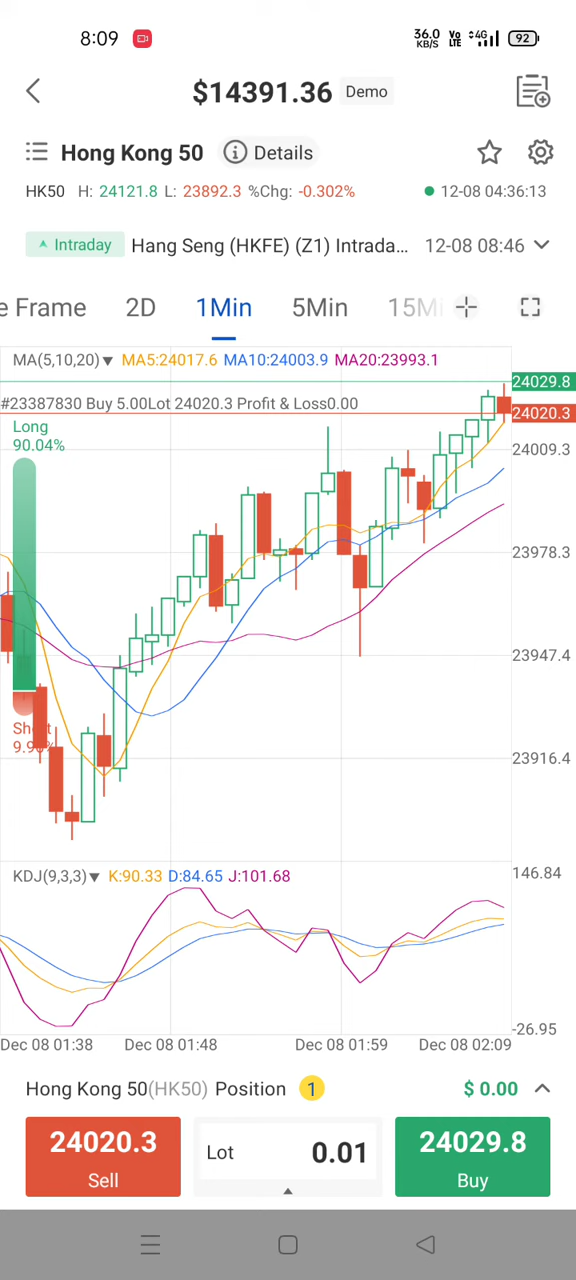 8:09 36.0 KB/S Vo LTE 4G 92
$14391.36 Demo
Hong Kong 50 Details
HK50 H: 24121.8 L: 23892.3 %Chg: -0.302% 12-08 04:36:13
Intraday Hang Seng (HKFE) (Z1) Intrada... 12-08 08:46
e Frame 2D 1Min 5Min 15Mi
MA(5,10,20) MA5:24017.6 MA10:24003.9 MA20:23993.1
24029.8
#23387830 Buy 5.00Lot 24020.3 Profit & Loss0.00
24020.3
Long
90.04%
24009.3
23978.3
23947.4
Short
9.96%
23916.4
KDJ(9,3,3) K:90.33 D:84.65 J:101.68
146.84
-26.95
Dec 08 01:38 Dec 08 01:48 Dec 08 01:59 Dec 08 02:09
Hong Kong 50(HK50) Position 1 $ 0.00
24020.3 Lot 0.01 24029.8
Sell Buy